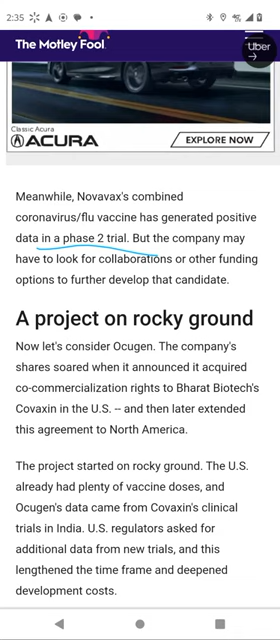 2:35
The Motley Fool
Uber
Classic Acura
ACURA
EXPLORE NOW
Meanwhile, Novavax's combined
coronavirus/flu vaccine has generated positive
data in a phase 2 trial. But the company may
have to look for collaborations or other funding
options to further develop that candidate.
A project on rocky ground
Now let's consider Ocugen. The company's
shares soared when it announced it acquired
co-commercialization rights to Bharat Biotech's
Covaxin in the U.S. -- and then later extended
this agreement to North America.
The project started on rocky ground. The U.S.
already had plenty of vaccine doses, and
Ocugen's data came from Covaxin's clinical
trials in India. U.S. regulators asked for
additional data from new trials, and this
lengthened the time frame and deepened
development costs.